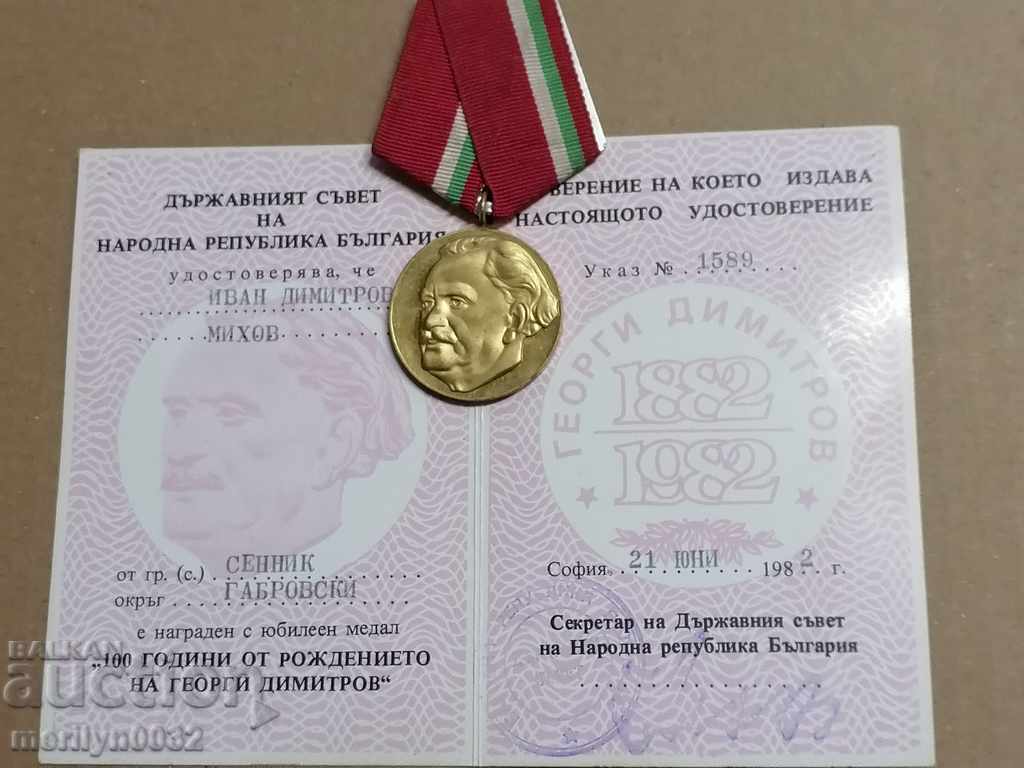 ДЪРЖАВНИЯТ СЪВЕТ
НА
НАРОДНА РЕПУБЛИКА БЪЛГАРИЯ
удостоверява, че
ИВАН ДИМИТРОВ
МИХОВ
от гр. (с.) СЕННИК
окръг ГАБРОВСКИ
е награден с юбилеен медал
„100 ГОДИНИ ОТ РОЖДЕНИЕТО
НА ГЕОРГИ ДИМИТРОВ“
ВЕРЕНИЕ НА КОЕТО ИЗДАВА
НАСТОЯЩОТО УДОСТОВЕРЕНИЕ
Указ № 1589
ГЕОРГИ ДИМИТРОВ
1882
1982
София, 21 ЮНИ 1982 г.
Секретар на Държавния съвет
на Народна република България
BALKAN
auction
merilyn0032